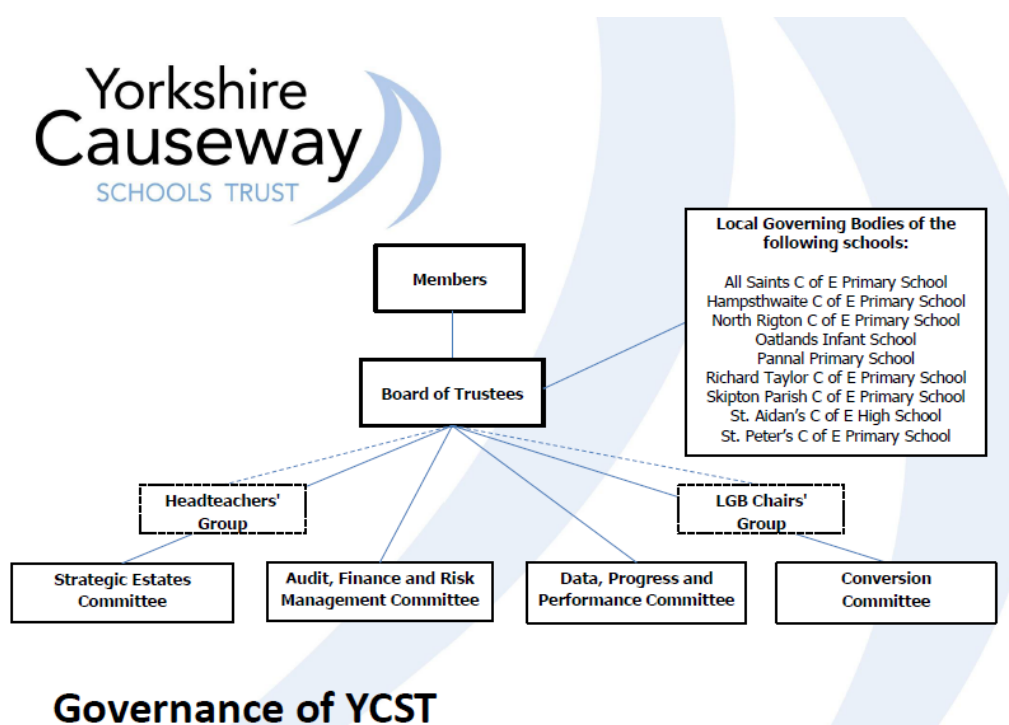 Yorkshire
Causeway
SCHOOLS TRUST
Local Governing Bodies of the
following schools:
All Saints C of E Primary School
Hampsthwaite C of E Primary School
North Rigton C of E Primary School
Oatlands Infant School
Pannal Primary School
Richard Taylor C of E Primary School
Skipton Parish C of E Primary School
St. Aidan's C of E High School
St. Peter's C of E Primary School
Members
Board of Trustees
Headteachers'
Group
LGB Chairs'
Group
Strategic Estates
Committee
Audit, Finance and Risk
Management Committee
Data, Progress and
Performance Committee
Conversion
Committee
Governance of YCST